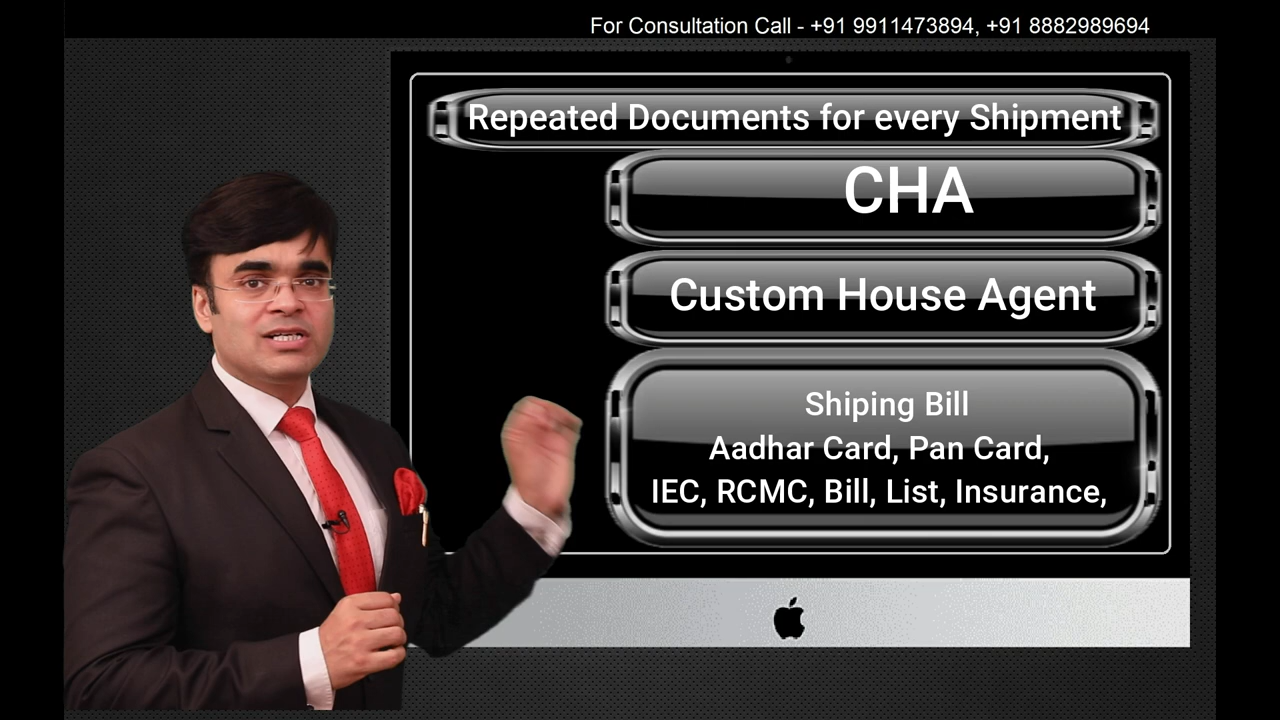 For Consultation Call - +91 9911473894, +91 8882989694
Repeated Documents for every Shipment
CHA
Custom House Agent
Shiping Bill
Aadhar Card, Pan Card,
IEC, RCMC, Bill, List, Insurance,